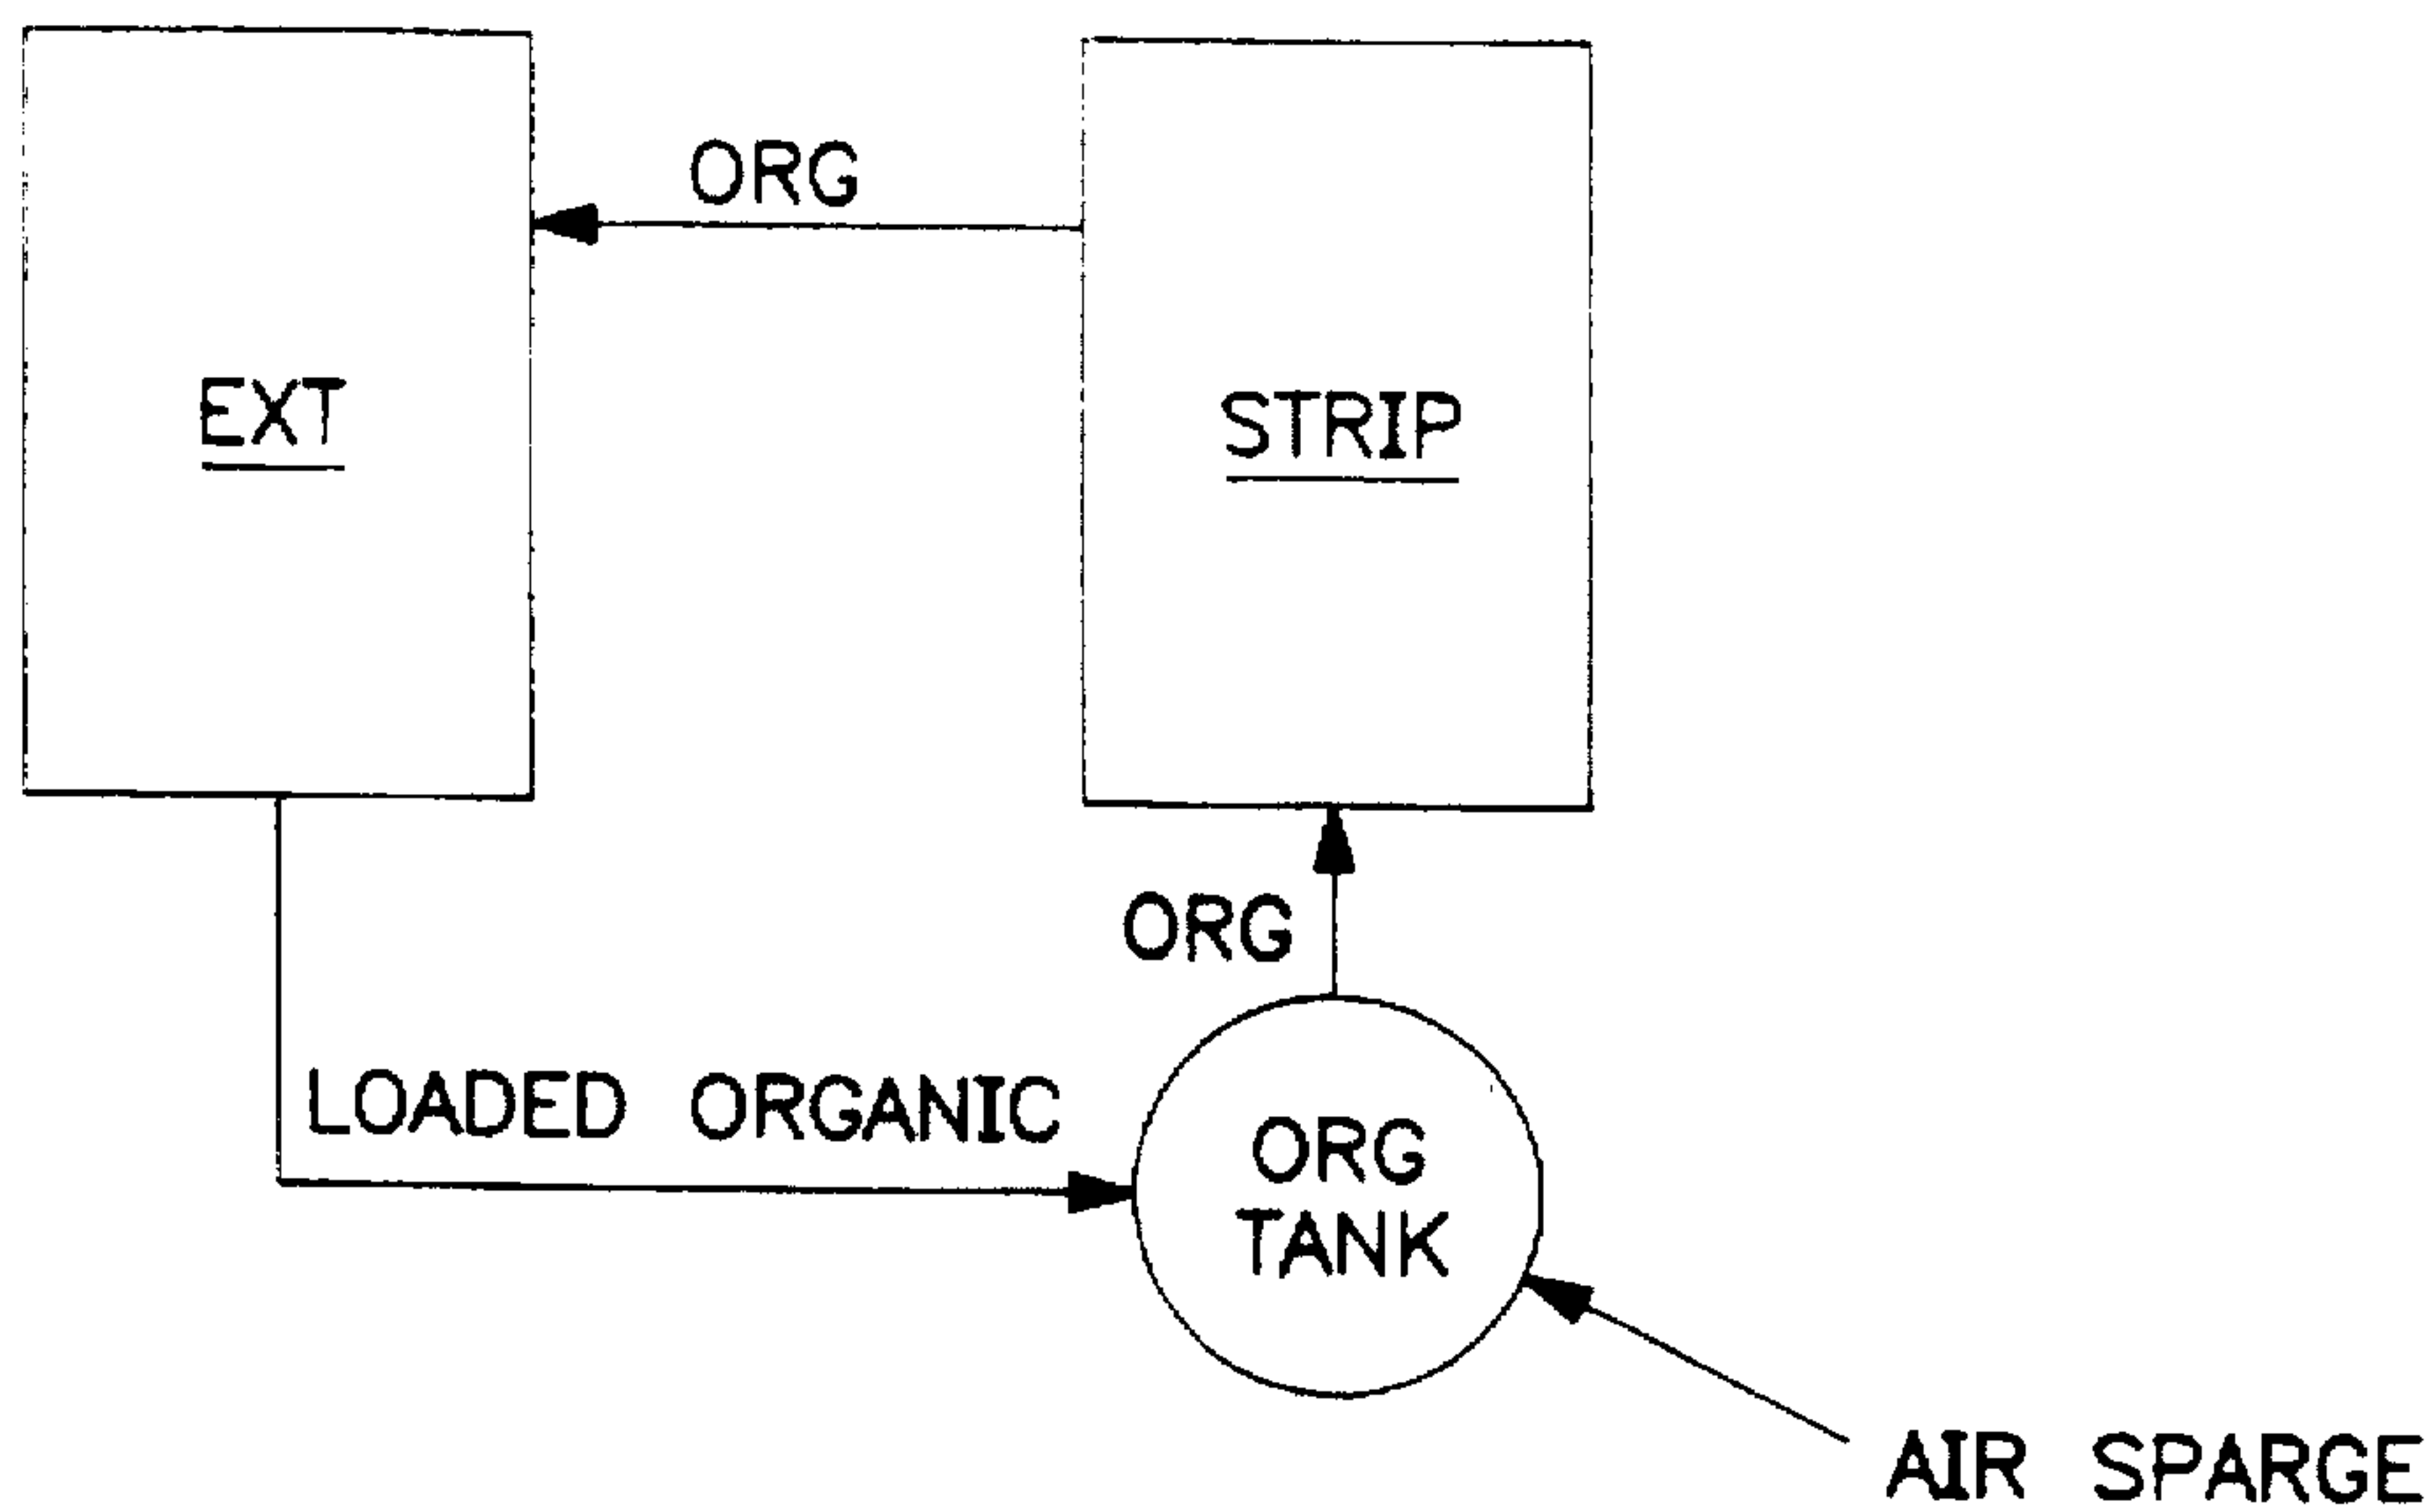 ORG
EXT
STRIP
ORG
LOADED ORGANIC
ORG
TANK
AIR SPARGE